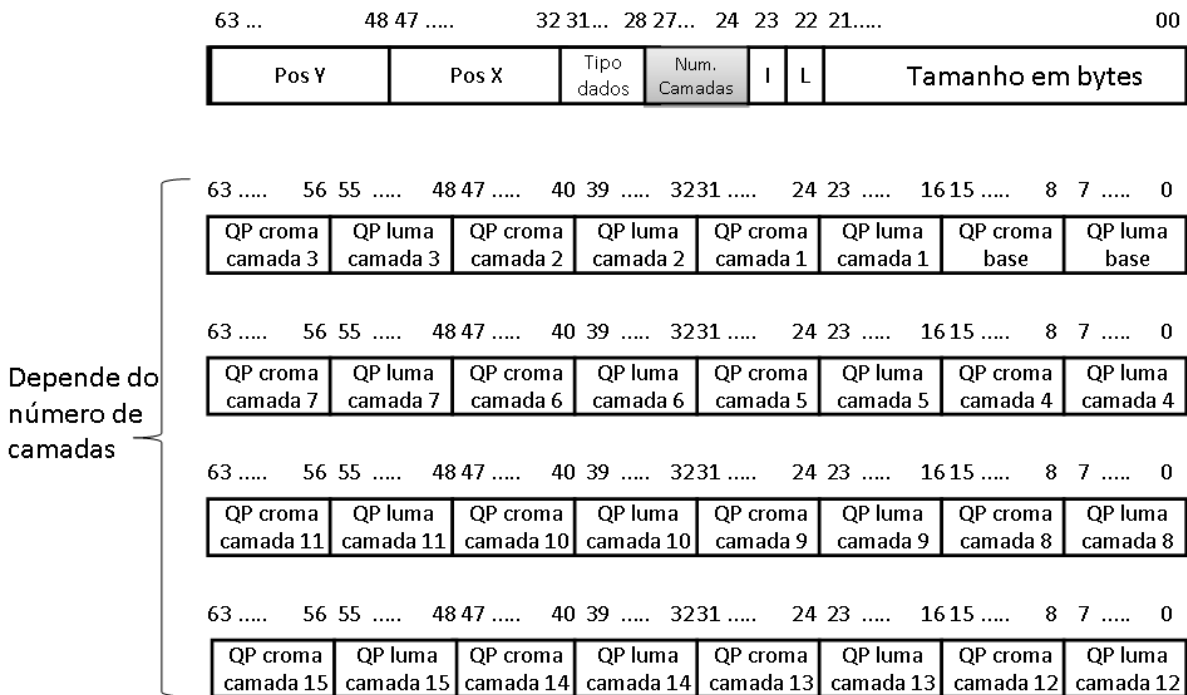 63 ... 48 47 ..... 32 31... 28 27... 24 23 22 21..... 00
Pos Y Pos X Tipo dados Num. Camadas I L Tamanho em bytes
63 ..... 56 55 ..... 48 47 ..... 40 39 ..... 32 31 ..... 24 23 ..... 16 15 ..... 8 7 ..... 0
QP croma QP luma QP croma QP luma QP croma QP luma QP croma QP luma
camada 3 camada 3 camada 2 camada 2 camada 1 camada 1 base base
63 ..... 56 55 ..... 48 47 ..... 40 39 ..... 32 31 ..... 24 23 ..... 16 15 ..... 8 7 ..... 0
Depende do
número de
camadas
QP croma QP luma QP croma QP luma QP croma QP luma QP croma QP luma
camada 7 camada 7 camada 6 camada 6 camada 5 camada 5 camada 4 camada 4
63 ..... 56 55 ..... 48 47 ..... 40 39 ..... 32 31 ..... 24 23 ..... 16 15 ..... 8 7 ..... 0
QP croma QP luma QP croma QP luma QP croma QP luma QP croma QP luma
camada 11 camada 11 camada 10 camada 10 camada 9 camada 9 camada 8 camada 8
63 ..... 56 55 ..... 48 47 ..... 40 39 ..... 32 31 ..... 24 23 ..... 16 15 ..... 8 7 ..... 0
QP croma QP luma QP croma QP luma QP croma QP luma QP croma QP luma
camada 15 camada 15 camada 14 camada 14 camada 13 camada 13 camada 12 camada 12